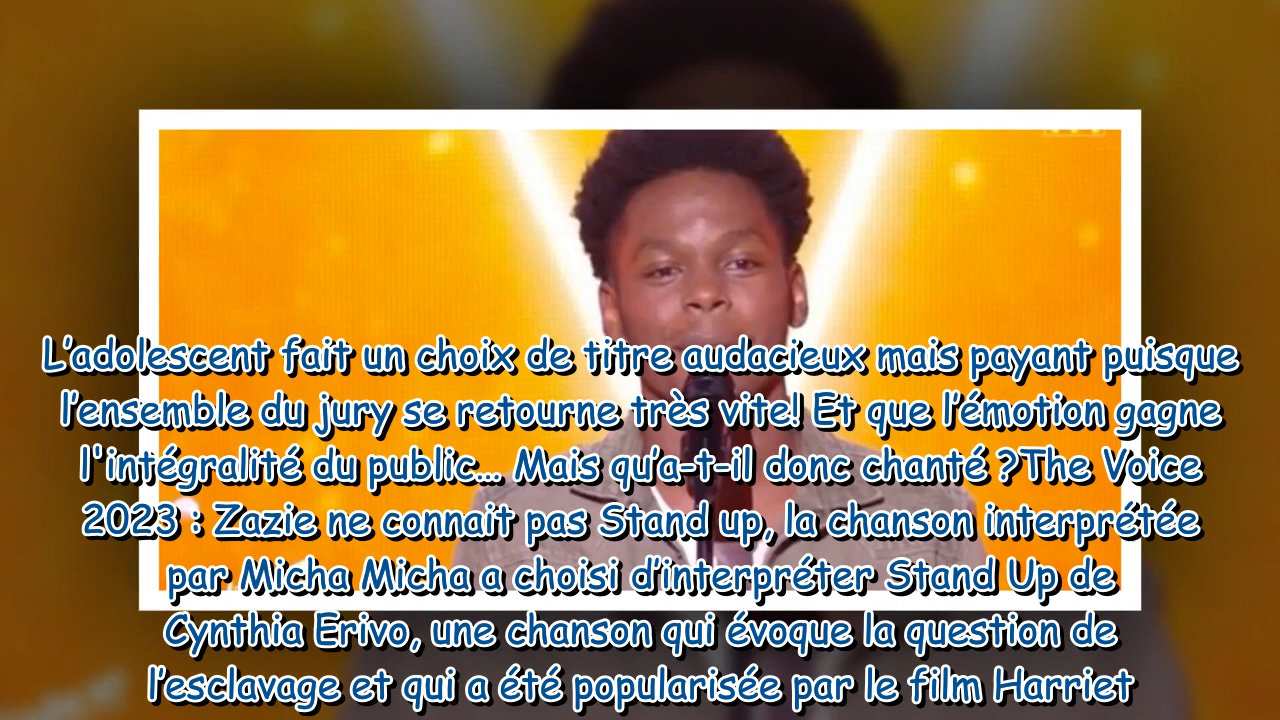 L’adolescent fait un choix de titre audacieux mais payant puisque
l’ensemble du jury se retourne très vite! Et que l’émotion gagne
l'intégralité du public... Mais qu’a-t-il donc chanté ?The Voice
2023 : Zazie ne connait pas Stand up, la chanson interprétée
par Micha Micha a choisi d’interpréter Stand Up de
Cynthia Erivo, une chanson qui évoque la question de
l’esclavage et qui a été popularisée par le film Harriet